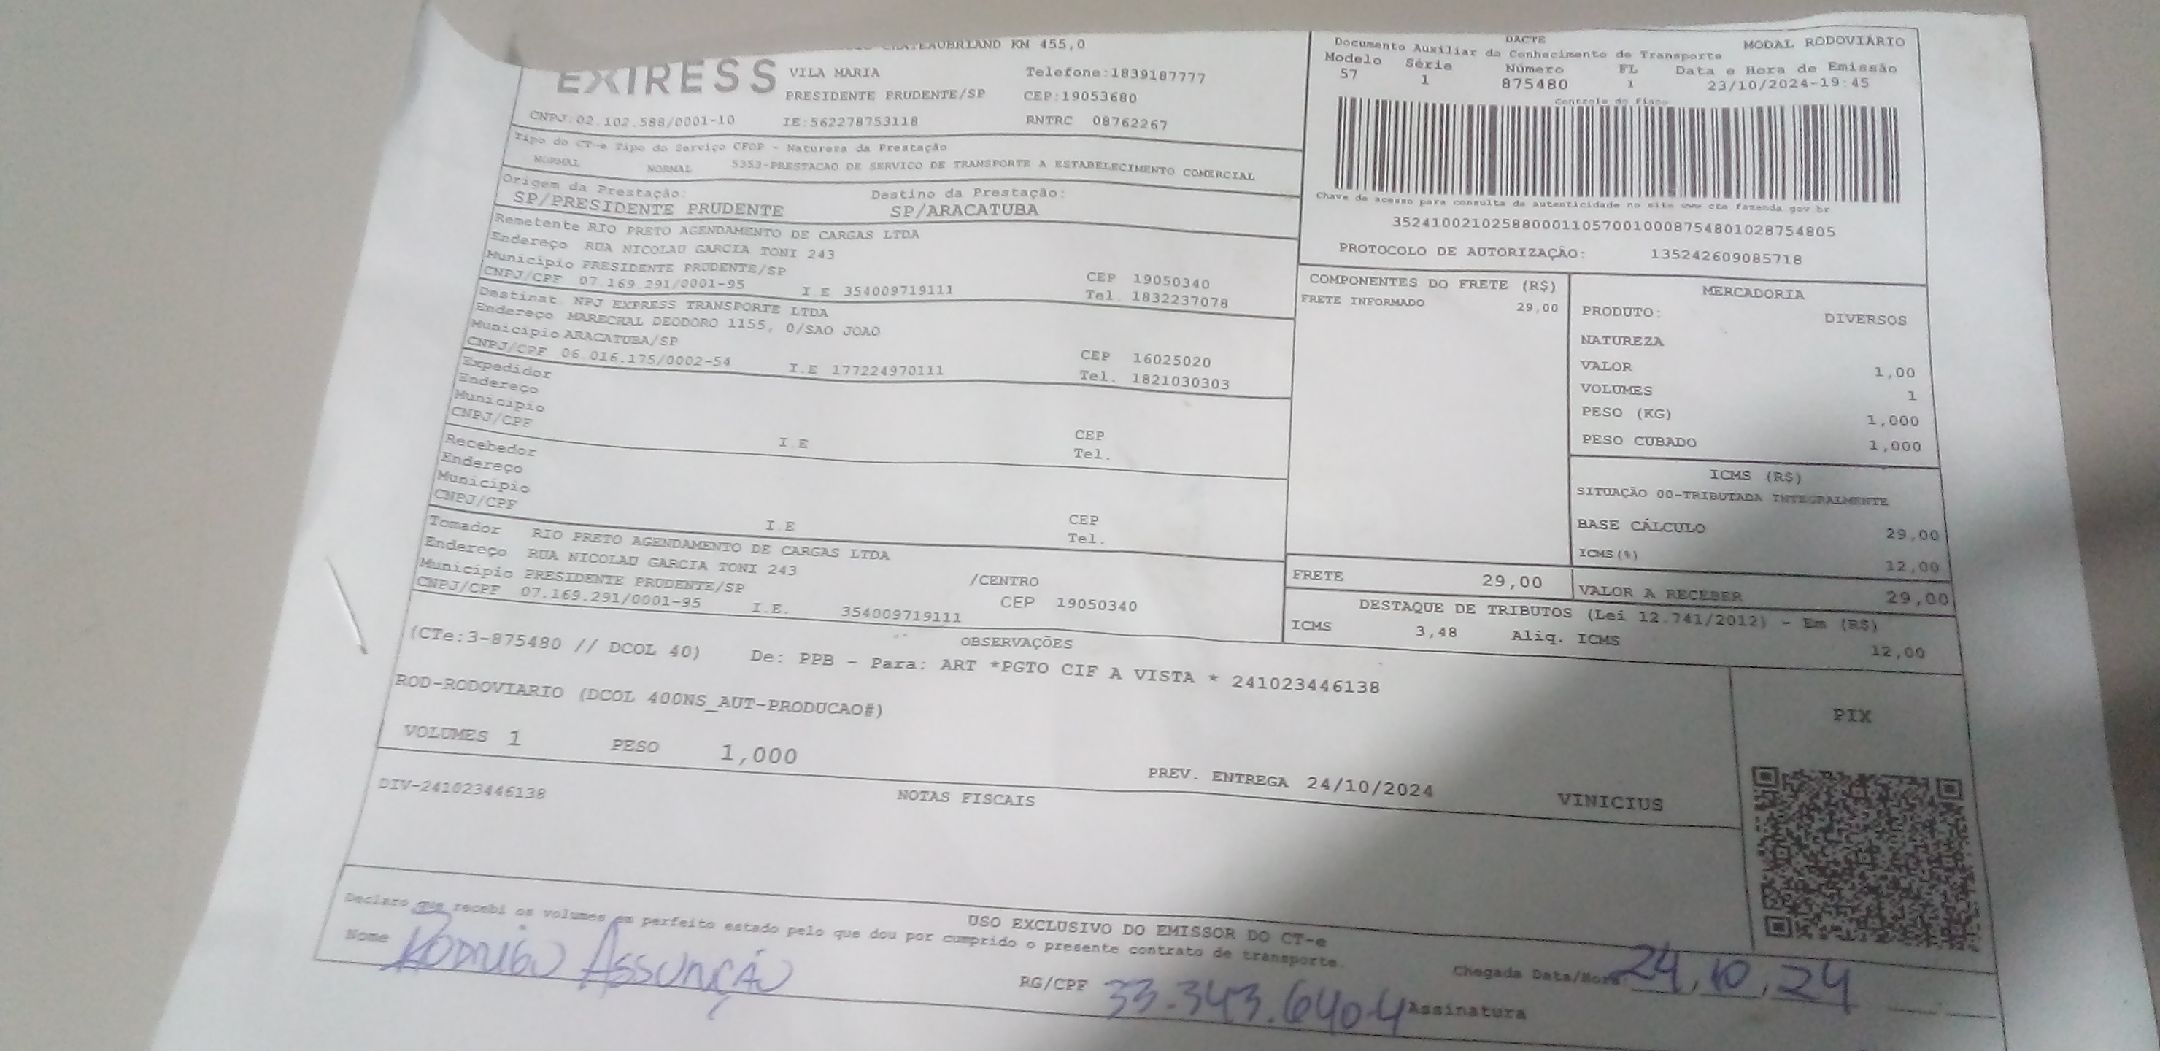 CHATEAUBRIAND KM 455,0
EXPRESS
VILA MARIA
Telefone:1839187777
PRESIDENTE PRUDENTE/SP
CEP:19053680
CNPJ:02.102.588/0001-10
IE:562278753118
RNTRC 08762267
DACTE
MODAL RODOVIÁRIO
Documento Auxiliar do Conhecimento de Transporte
Modelo Série Número FL Data e Hora de Emissão
57 1 875480 1 23/10/2024-19:45
Controle do Fisco
Tipo do CT-e Tipo do Serviço CFOP - Natureza da Prestação
NORMAL NORMAL 5353-PRESTACAO DE SERVICO DE TRANSPORTE A ESTABELECIMENTO COMERCIAL
Origem da Prestação: Destino da Prestação:
SP/PRESIDENTE PRUDENTE SP/ARACATUBA
Chave de acesso para consulta da autenticidade no site www cte fazenda gov br
35241002102588000110570010008754801028754805
PROTOCOLO DE AUTORIZAÇÃO: 135242609085718
Remetente RIO PRETO AGENDAMENTO DE CARGAS LTDA
Endereço RUA NICOLAU GARCIA TONI 243
Município PRESIDENTE PRUDENTE/SP CEP 19050340
CNPJ/CPF 07.169.291/0001-95 I.E 354009719111 Tel. 1832237078
Destinat. NPJ EXPRESS TRANSPORTE LTDA
Endereço MARECHAL DEODORO 1155, 0/SAO JOAO
Município ARACATUBA/SP CEP 16025020
CNPJ/CPF 06.016.175/0002-54 I.E 177224970111 Tel. 1821030303
Expedidor
Endereço
Município CEP
CNPJ/CPF I.E Tel.
Recebedor
Endereço
Município CEP
CNPJ/CPF I.E Tel.
Tomador RIO PRETO AGENDAMENTO DE CARGAS LTDA
Endereço RUA NICOLAU GARCIA TONI 243 /CENTRO
Município PRESIDENTE PRUDENTE/SP CEP 19050340
CNPJ/CPF 07.169.291/0001-95 I.E. 354009719111
COMPONENTES DO FRETE (R$)
FRETE INFORMADO 29,00
MERCADORIA
PRODUTO: DIVERSOS
NATUREZA
VALOR 1,00
VOLUMES 1
PESO (KG) 1,000
PESO CUBADO 1,000
ICMS (R$)
SITUAÇÃO 00-TRIBUTADA INTEGRALMENTE
BASE CÁLCULO 29,00
ICMS(%) 12,00
FRETE 29,00 VALOR A RECEBER 29,00
DESTAQUE DE TRIBUTOS (Lei 12.741/2012) - Em (R$)
ICMS 3,48 Aliq. ICMS 12,00
OBSERVAÇÕES
(CTe:3-875480 // DCOL 40) De: PPB - Para: ART *PGTO CIF A VISTA * 241023446138
ROD-RODOVIARIO (DCOL 400NS_AUT-PRODUCAO#)
PIX
VOLUMES 1 PESO 1,000 PREV. ENTREGA 24/10/2024 VINICIUS
NOTAS FISCAIS
DIV-241023446138
USO EXCLUSIVO DO EMISSOR DO CT-e
Declaro que recebi os volumes em perfeito estado pelo que dou por cumprido o presente contrato de transporte.
Nome RODRIGO ASSUNÇÃO RG/CPF 33.343.640-4 Assinatura
Chegada Data/Hora 24,10,24